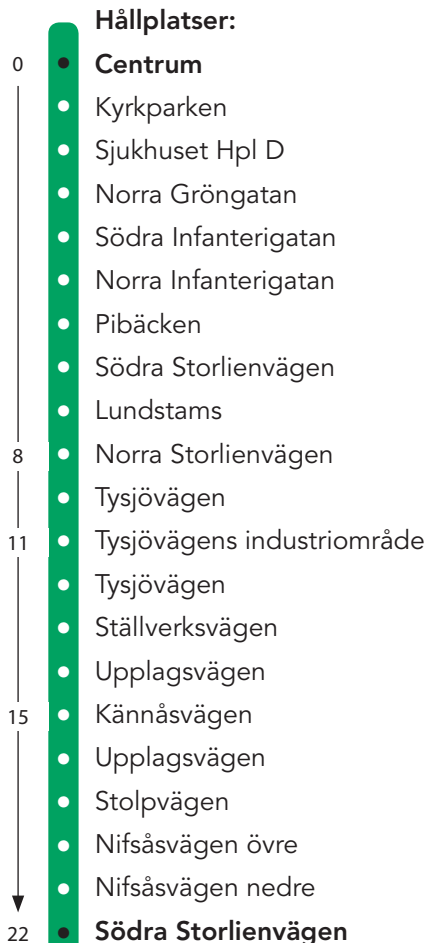 Hållplatser:
0 Centrum
Kyrkparken
Sjukhuset Hpl D
Norra Gröngatan
Södra Infanterigatan
Norra Infanterigatan
Pibäcken
Södra Storlienvägen
Lundstams
8 Norra Storlienvägen
Tysjövägen
11 Tysjövägens industriområde
Tysjövägen
Ställverksvägen
Upplagsvägen
15 Kännåsvägen
Upplagsvägen
Stolpvägen
Nifsåsvägen övre
Nifsåsvägen nedre
22 Södra Storlienvägen